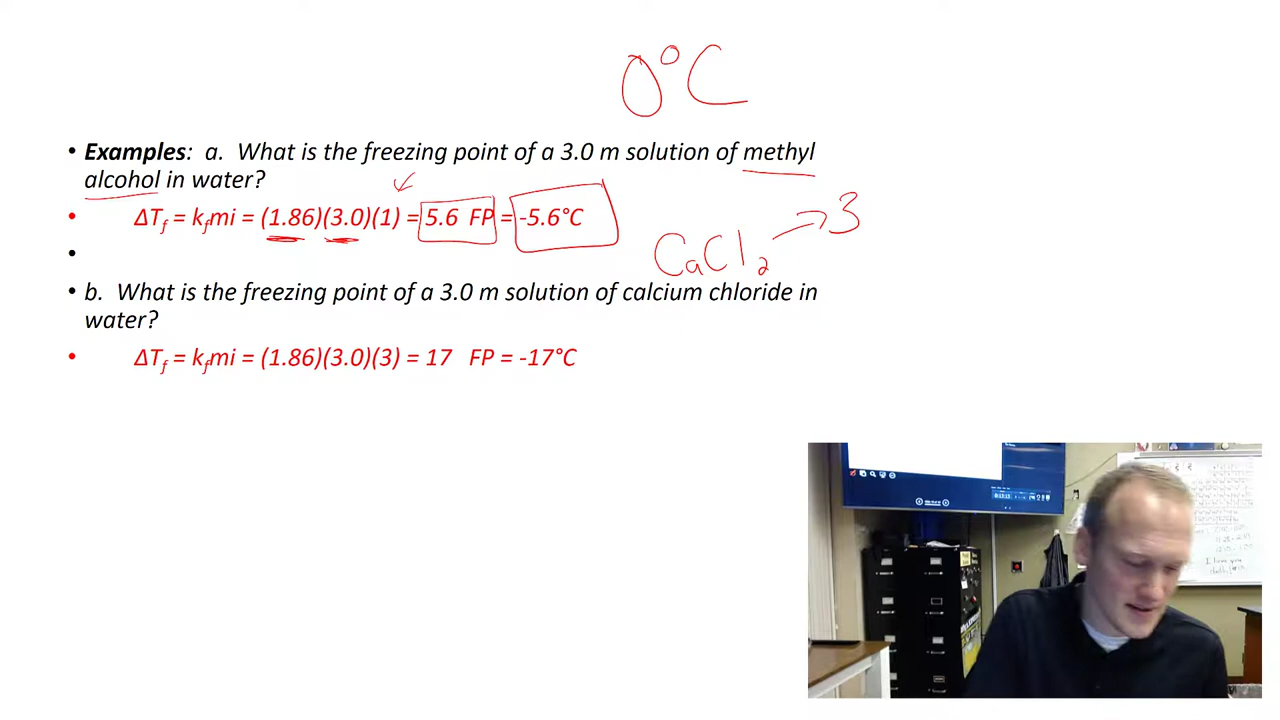 0°C
• Examples: a. What is the freezing point of a 3.0 m solution of methyl
alcohol in water?
• ΔTf = kfmi = (1.86)(3.0)(1) = 5.6 FP = -5.6°C
→ 3
CaCl₂
•
• b. What is the freezing point of a 3.0 m solution of calcium chloride in
water?
• ΔTf = kfmi = (1.86)(3.0)(3) = 17 FP = -17°C